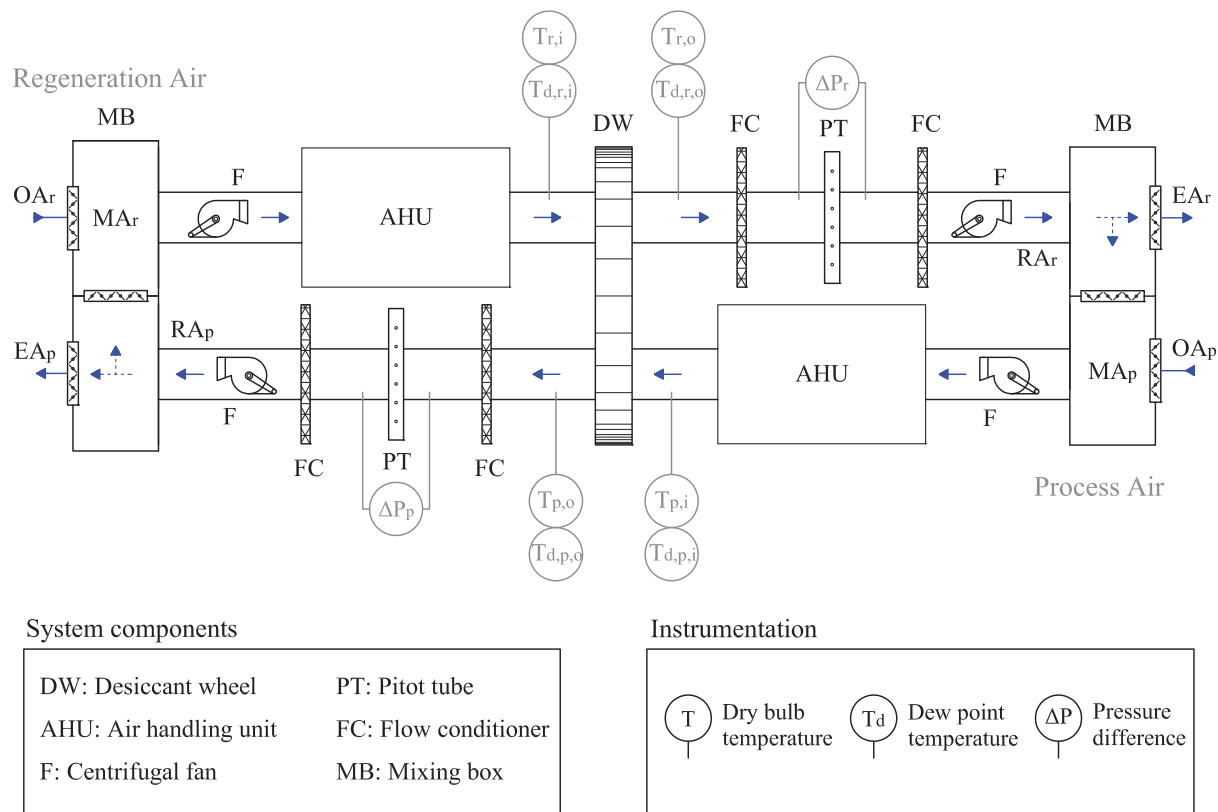 Tr,i
Tr,o
Regeneration Air
Td,r,i
Td,r,o
ΔPr
MB
DW
FC
PT
FC
MB
OAr
MAr
F
AHU
F
EAr
RAr
RAp
EAp
F
AHU
F
MAp
OAp
FC
PT
FC
ΔPp
Tp,o
Tp,i
Process Air
Td,p,o
Td,p,i
System components
DW: Desiccant wheel
PT: Pitot tube
AHU: Air handling unit
FC: Flow conditioner
F: Centrifugal fan
MB: Mixing box
Instrumentation
T
Dry bulb
temperature
Td
Dew point
temperature
ΔP
Pressure
difference